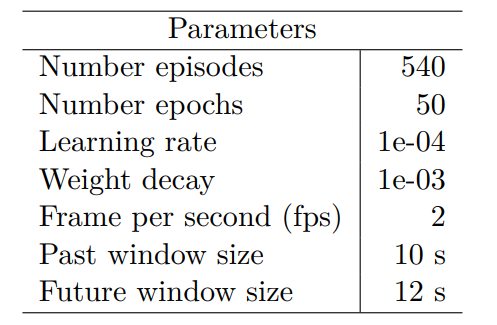 Parameters
Number episodes 540
Number epochs 50
Learning rate 1e-04
Weight decay 1e-03
Frame per second (fps) 2
Past window size 10 s
Future window size 12 s